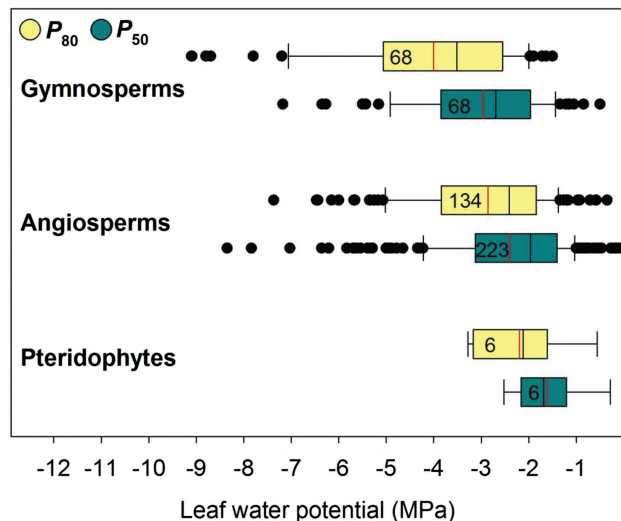 P80 P50
68
Gymnosperms
68
134
Angiosperms
223
6
Pteridophytes
6
-12 -11 -10 -9 -8 -7 -6 -5 -4 -3 -2 -1
Leaf water potential (MPa)